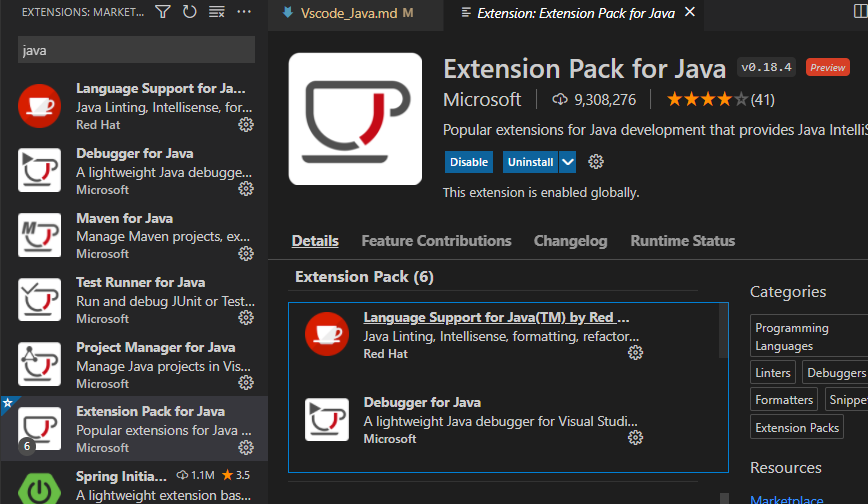 EXTENSIONS: MARKET...
java
Language Support for Ja...
Java Linting, Intellisense, for...
Red Hat
Debugger for Java
A lightweight Java debugge...
Microsoft
Maven for Java
Manage Maven projects, ex...
Microsoft
Test Runner for Java
Run and debug JUnit or Test...
Microsoft
Project Manager for Java
Manage Java projects in Vis...
Microsoft
Extension Pack for Java
Popular extensions for Java ...
6
Microsoft
Spring Initia... 1.1M 3.5
A lightweight extension bas...
Vscode_Java.md M
Extension: Extension Pack for Java
Extension Pack for Java v0.18.4 Preview
Microsoft 9,308,276 (41)
Popular extensions for Java development that provides Java IntelliS
Disable Uninstall
This extension is enabled globally.
Details Feature Contributions Changelog Runtime Status
Extension Pack (6)
Language Support for Java(TM) by Red ...
Java Linting, Intellisense, formatting, refactor...
Red Hat
Debugger for Java
A lightweight Java debugger for Visual Studi...
Microsoft
Categories
Programming
Languages
Linters Debuggers
Formatters Snippe
Extension Packs
Resources
Marketplace